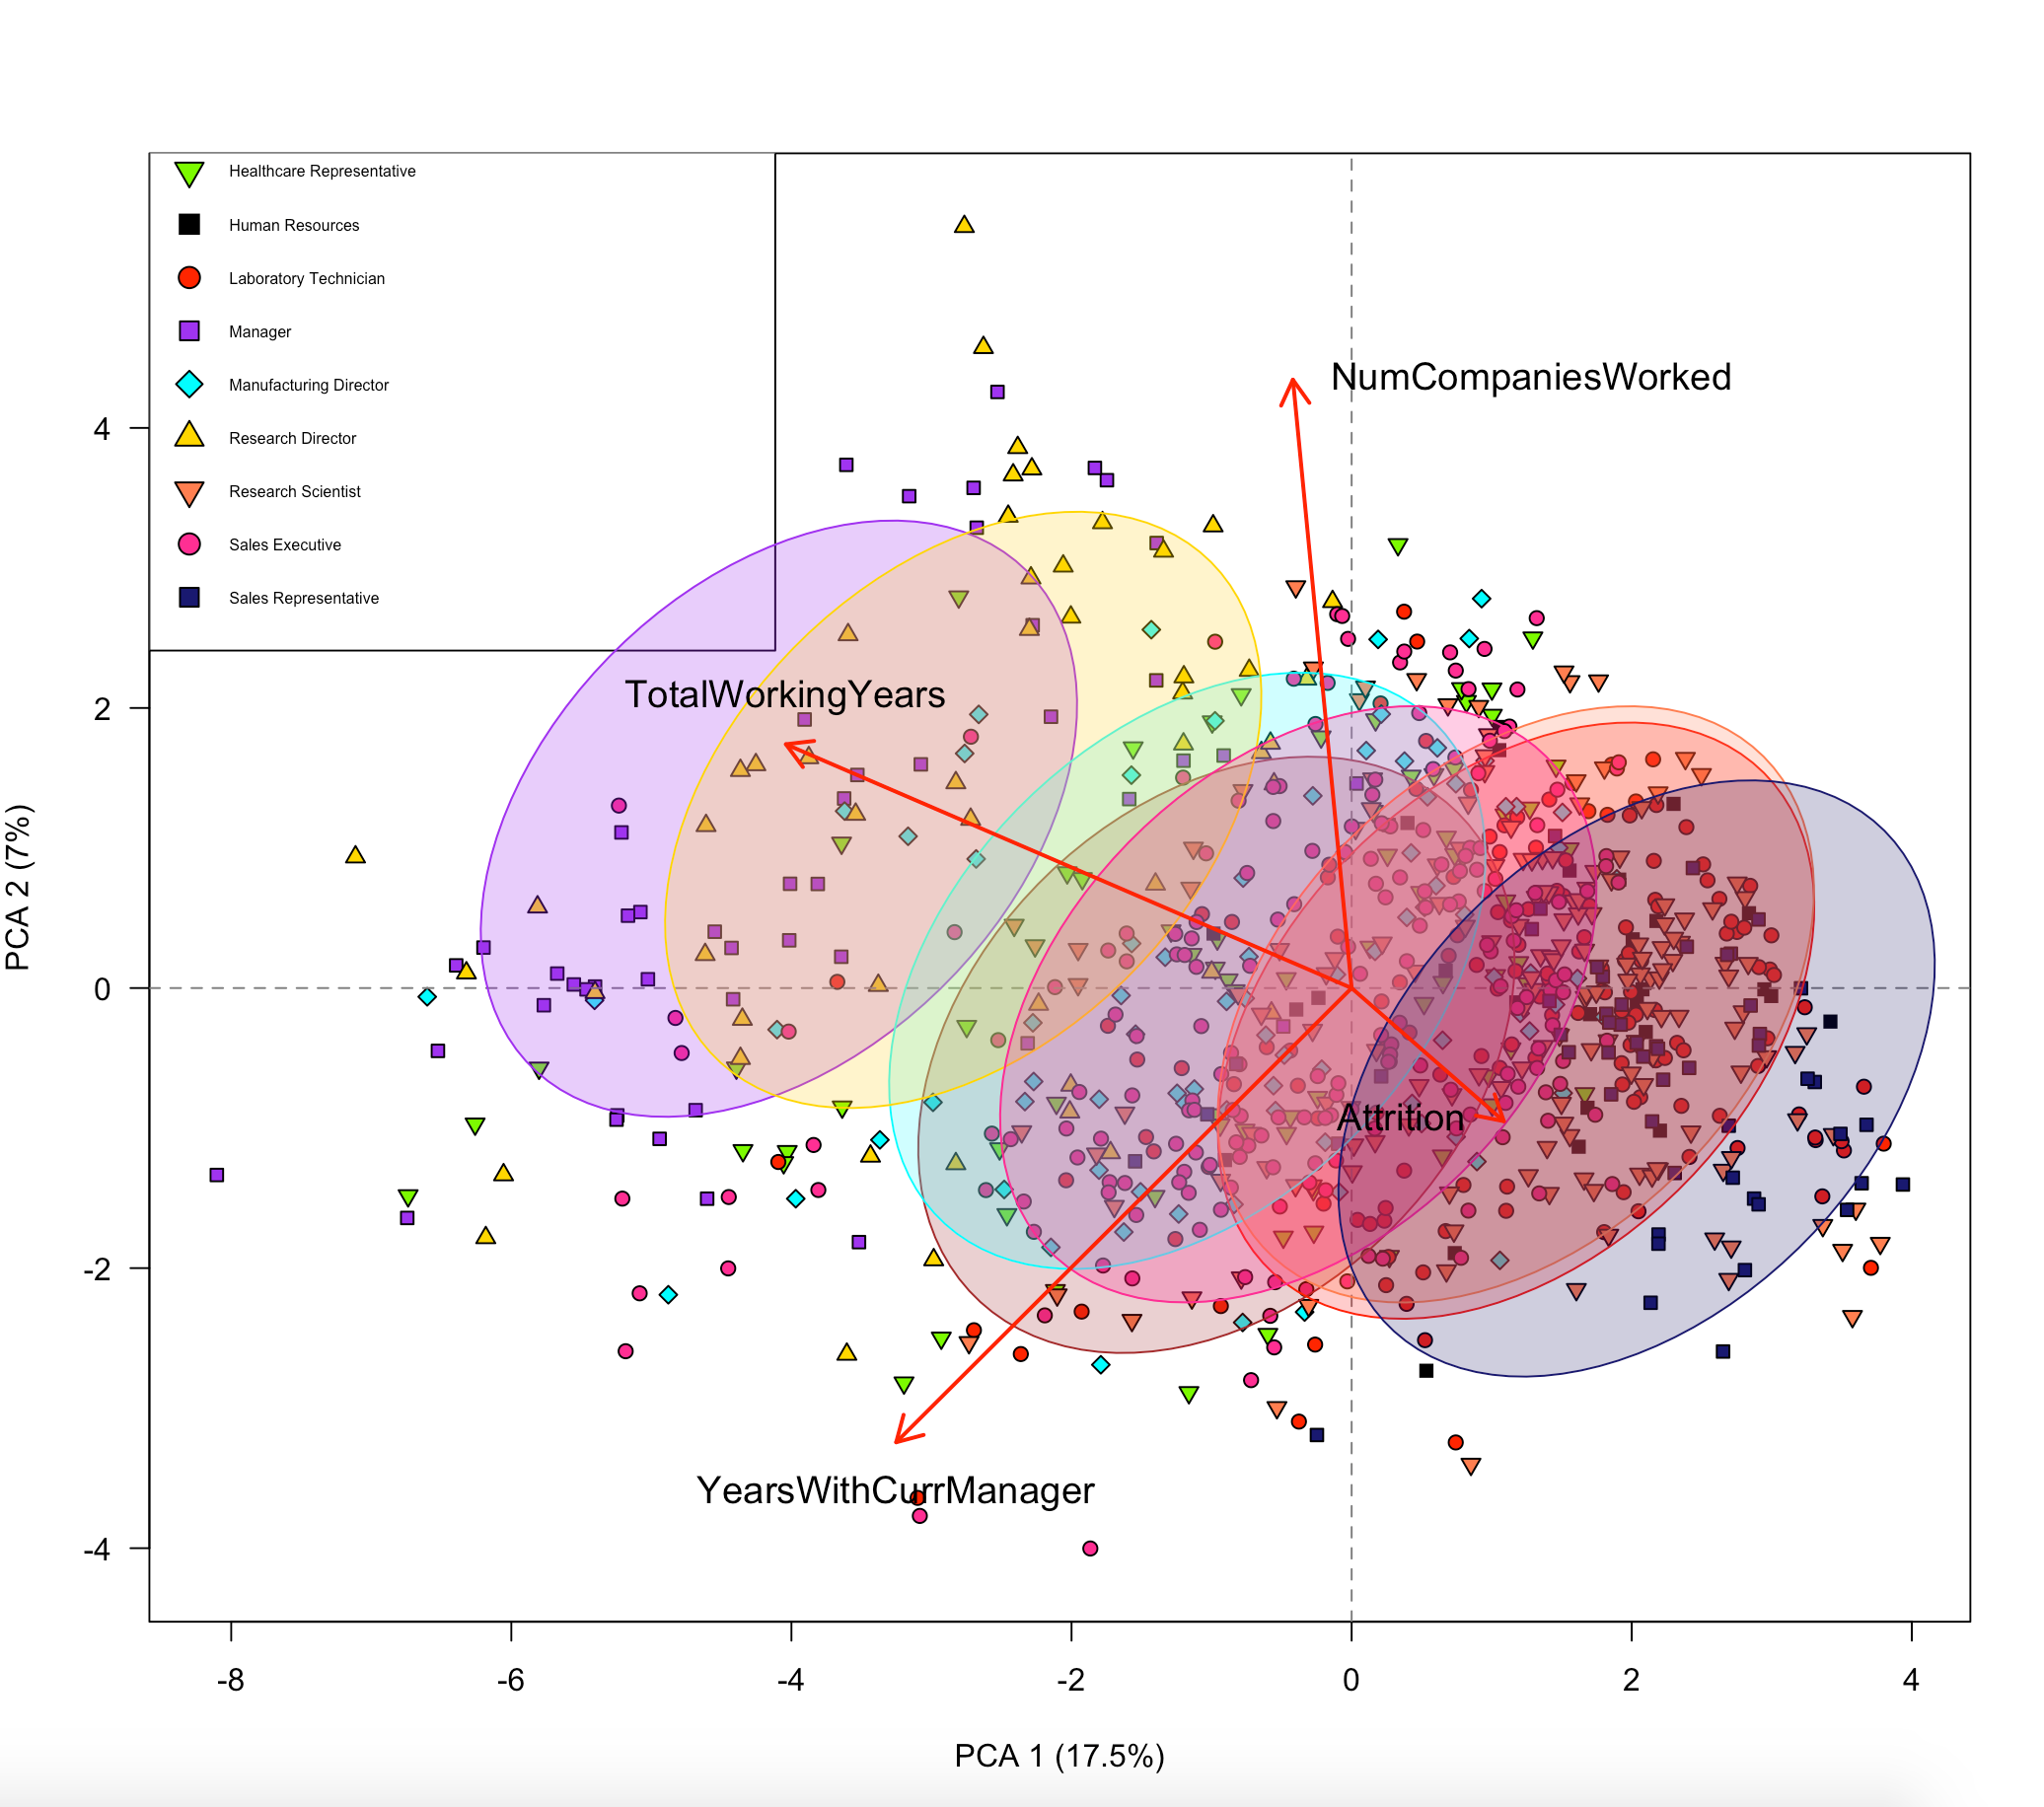 Healthcare Representative
Human Resources
Laboratory Technician
Manager
Manufacturing Director
Research Director
Research Scientist
Sales Executive
Sales Representative
NumCompaniesWorked
TotalWorkingYears
Attrition
YearsWithCurrManager
PCA 2 (7%)
4
2
0
-2
-4
-8
-6
-4
-2
0
2
4
PCA 1 (17.5%)